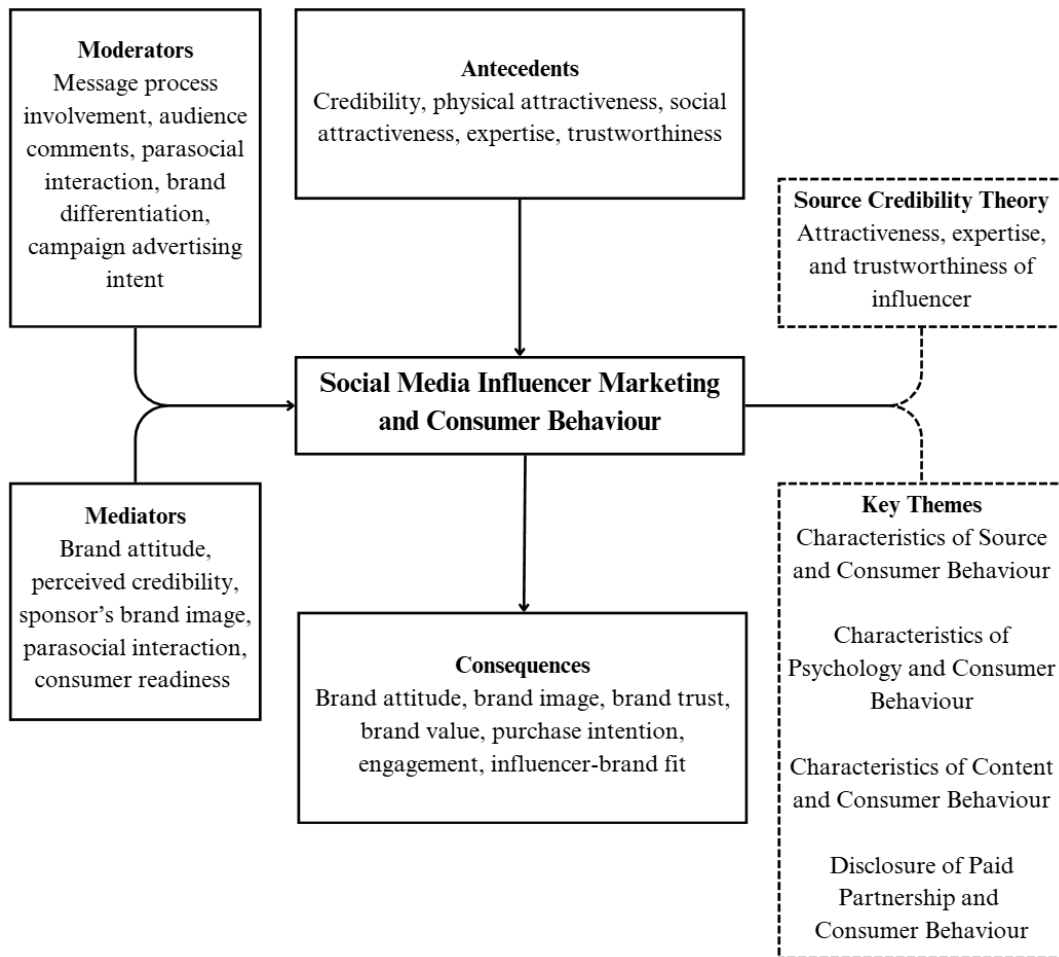 Moderators
Message process
involvement, audience
comments, parasocial
interaction, brand
differentiation,
campaign advertising
intent
Antecedents
Credibility, physical attractiveness, social
attractiveness, expertise, trustworthiness
Source Credibility Theory
Attractiveness, expertise,
and trustworthiness of
influencer
Social Media Influencer Marketing
and Consumer Behaviour
Mediators
Brand attitude,
perceived credibility,
sponsor’s brand image,
parasocial interaction,
consumer readiness
Consequences
Brand attitude, brand image, brand trust,
brand value, purchase intention,
engagement, influencer-brand fit
Key Themes
Characteristics of Source
and Consumer Behaviour
Characteristics of
Psychology and Consumer
Behaviour
Characteristics of Content
and Consumer Behaviour
Disclosure of Paid
Partnership and
Consumer Behaviour